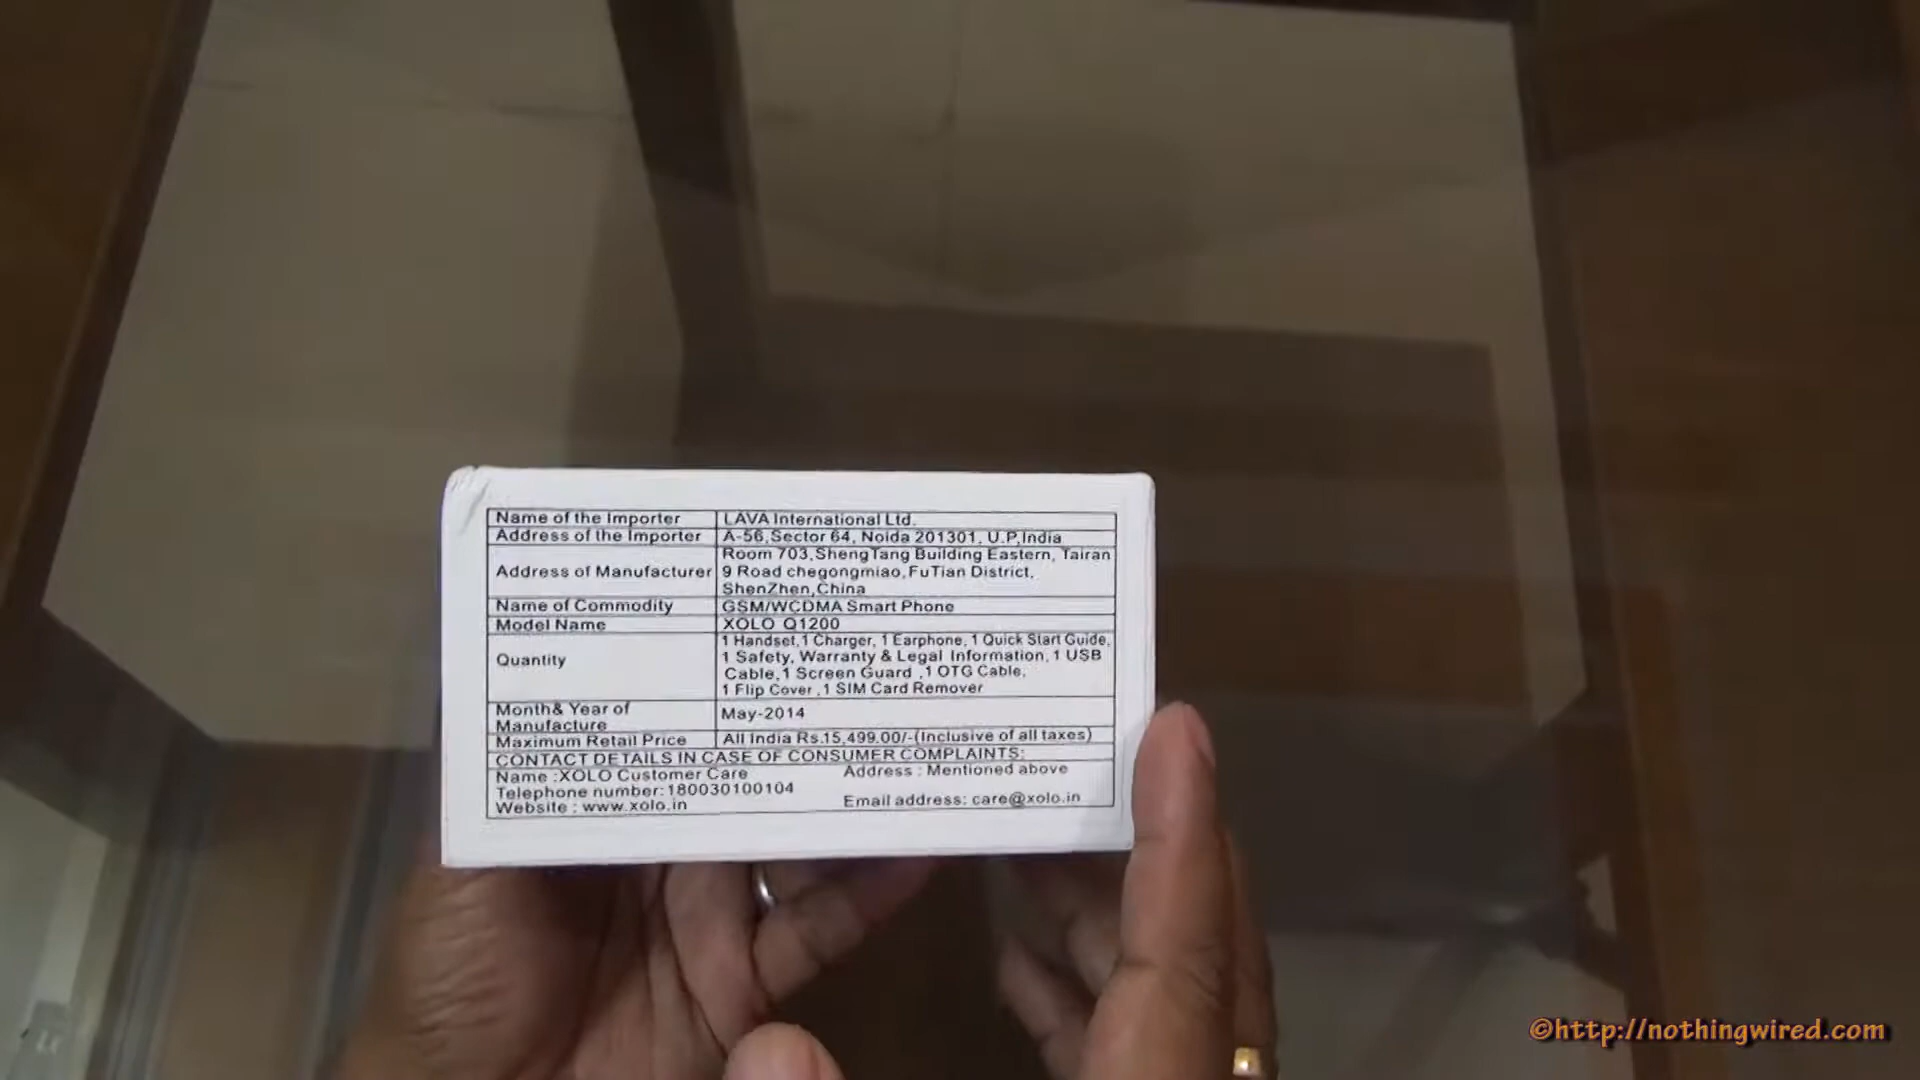 Name of the Importer LAVA International Ltd.
Address of the Importer A-56,Sector 64, Noida 201301, U.P,India
Address of Manufacturer Room 703,ShengTang Building Eastern, Tairan
9 Road chegongmiao,FuTian District,
ShenZhen,China
Name of Commodity GSM/WCDMA Smart Phone
Model Name XOLO Q1200
Quantity 1 Handset,1 Charger, 1 Earphone, 1 Quick Start Guide,
1 Safety, Warranty & Legal Information, 1 USB
Cable,1 Screen Guard ,1 OTG Cable,
1 Flip Cover ,1 SIM Card Remover
Month& Year of
Manufacture May-2014
Maximum Retail Price All India Rs.15,499.00/-(Inclusive of all taxes)
CONTACT DETAILS IN CASE OF CONSUMER COMPLAINTS:
Name :XOLO Customer Care Address : Mentioned above
Telephone number:180030100104
Website : www.xolo.in Email address: care@xolo.in
©http://nothingwired.com